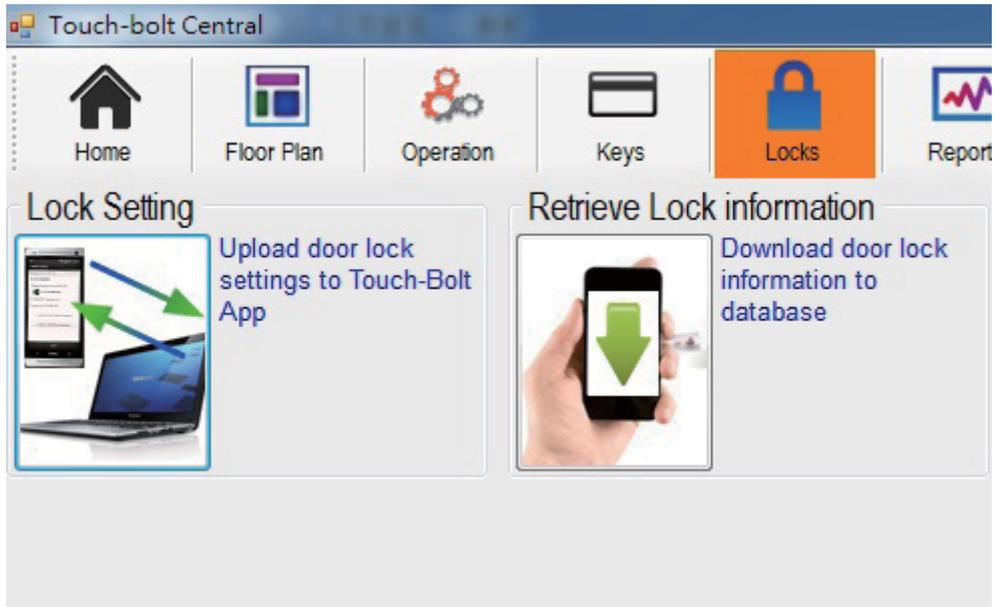 Touch-bolt Central
Home
Floor Plan
Operation
Keys
Locks
Report
Lock Setting
Upload door lock
settings to Touch-Bolt
App
Retrieve Lock information
Download door lock
information to
database